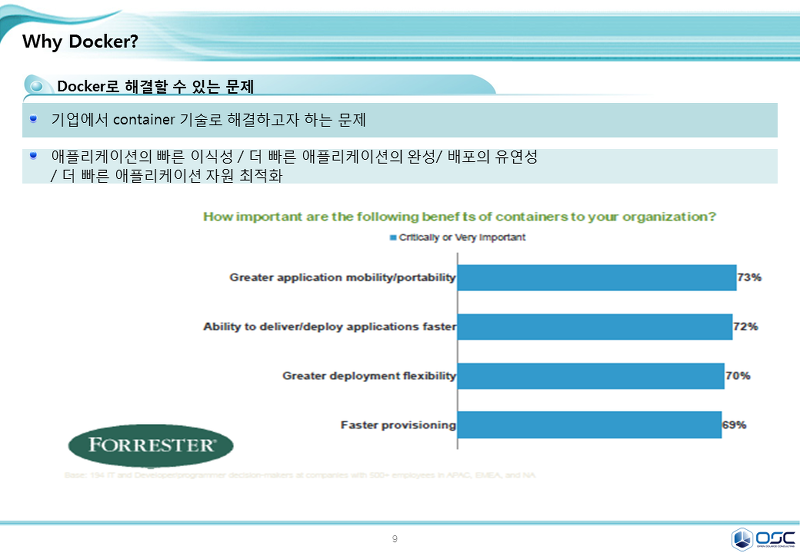 Why Docker?
Docker로 해결할 수 있는 문제
기업에서 container 기술로 해결하고자 하는 문제
애플리케이션의 빠른 이식성 / 더 빠른 애플리케이션의 완성/ 배포의 유연성
/ 더 빠른 애플리케이션 자원 최적화
How important are the following benefits of containers to your organization?
Critically or Very Important
Greater application mobility/portability 73%
Ability to deliver/deploy applications faster 72%
Greater deployment flexibility 70%
Faster provisioning 69%
FORRESTER®
Base: 194 IT and Developer/programmer decision-makers at companies with 500+ employees in APAC, EMEA, and NA
9
OSC